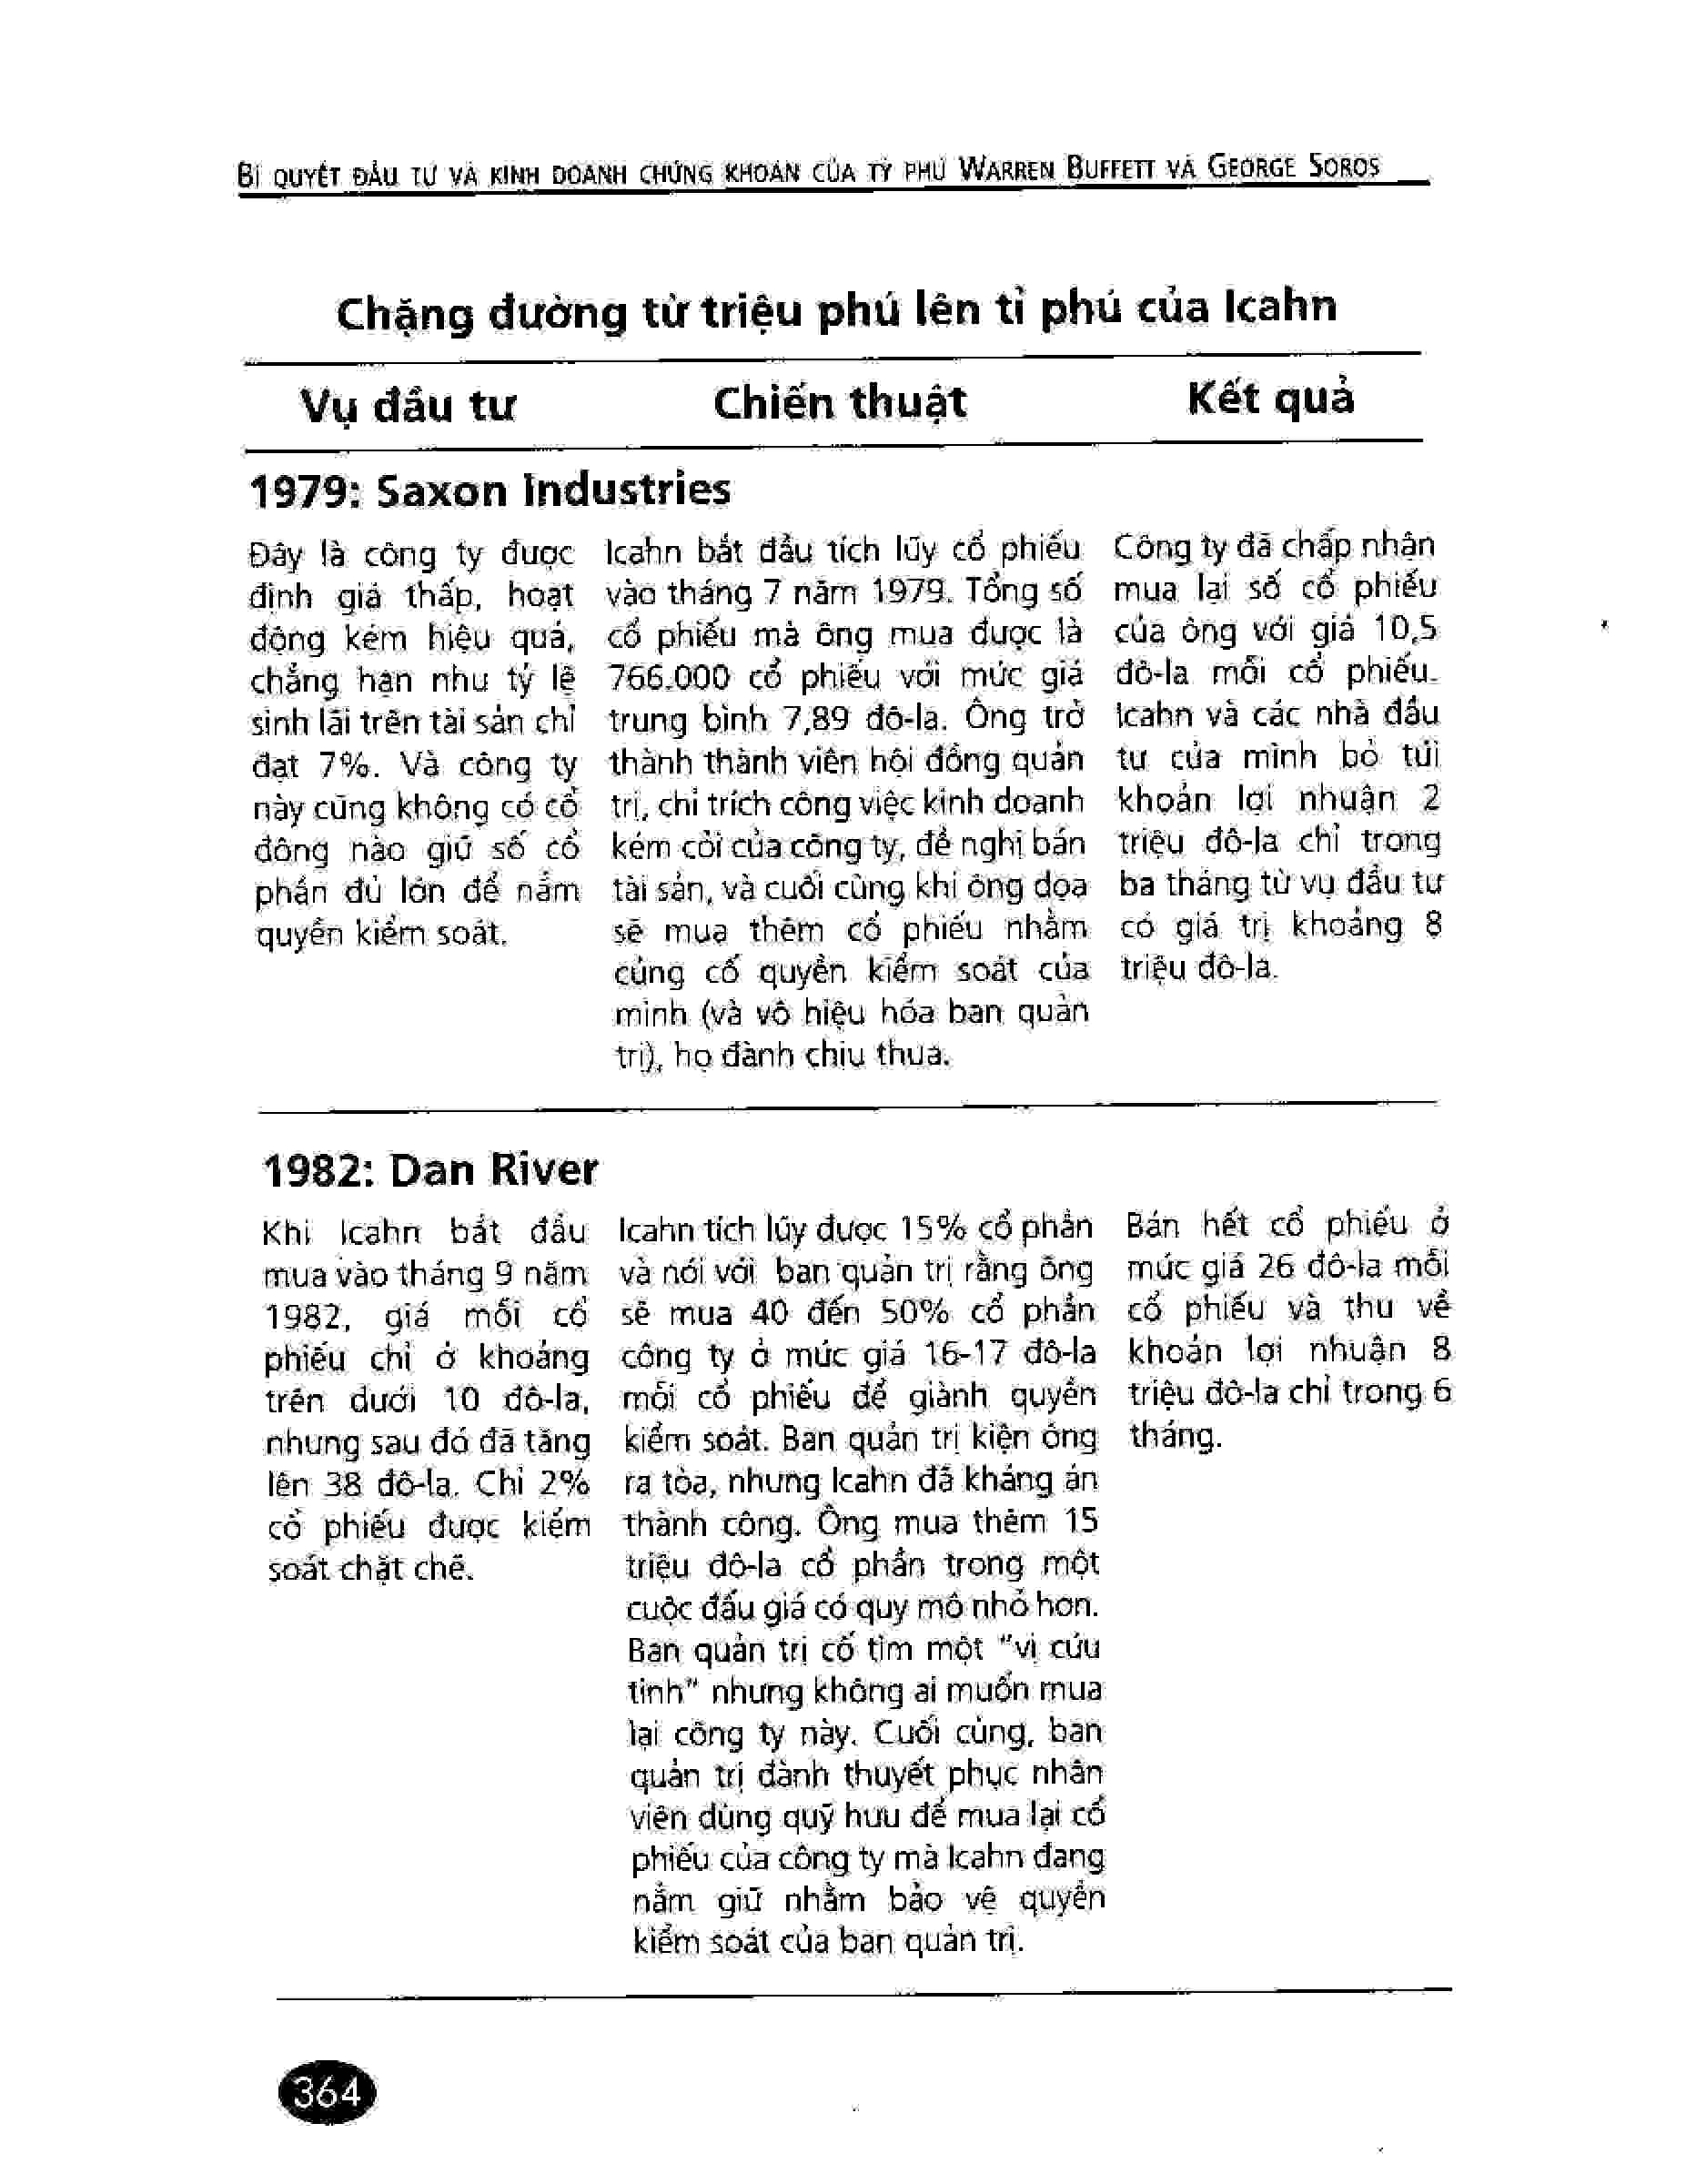 BÍ QUYẾT ĐẦU TƯ VÀ KINH DOANH CHỨNG KHOÁN CỦA TỶ PHÚ WARREN BUFFETT VÀ GEORGE SOROS
Chặng đường từ triệu phú lên tỉ phú của Icahn
Vụ đầu tư Chiến thuật Kết quả
1979: Saxon Industries
Đây là công ty được
định giá thấp, hoạt
động kém hiệu quả,
chẳng hạn như tỷ lệ
sinh lãi trên tài sản chỉ
đạt 7%. Và công ty
này cũng không có cổ
đông nào giữ số cổ
phần đủ lớn để nắm
quyền kiểm soát.
Icahn bắt đầu tích lũy cổ phiếu
vào tháng 7 năm 1979. Tổng số
cổ phiếu mà ông mua được là
766.000 cổ phiếu với mức giá
trung bình 7,89 đô-la. Ông trở
thành thành viên hội đồng quản
trị, chỉ trích công việc kinh doanh
kém cỏi của công ty, đề nghị bán
tài sản, và cuối cùng khi ông dọa
sẽ mua thêm cổ phiếu nhằm
củng cố quyền kiểm soát của
mình (và vô hiệu hóa ban quản
trị), họ đành chịu thua.
Công ty đã chấp nhận
mua lại số cổ phiếu
của ông với giá 10,5
đô-la mỗi cổ phiếu.
Icahn và các nhà đầu
tư của mình bỏ túi
khoản lợi nhuận 2
triệu đô-la chỉ trong
ba tháng từ vụ đầu tư
có giá trị khoảng 8
triệu đô-la.
1982: Dan River
Khi Icahn bắt đầu
mua vào tháng 9 năm
1982, giá mỗi cổ
phiếu chỉ ở khoảng
trên dưới 10 đô-la,
nhưng sau đó đã tăng
lên 38 đô-la. Chỉ 2%
cổ phiếu được kiểm
soát chặt chẽ.
Icahn tích lũy được 15% cổ phần
và nói với ban quản trị rằng ông
sẽ mua 40 đến 50% cổ phần
công ty ở mức giá 16-17 đô-la
mỗi cổ phiếu để giành quyền
kiểm soát. Ban quản trị kiện ông
ra tòa, nhưng Icahn đã kháng án
thành công. Ông mua thêm 15
triệu đô-la cổ phần trong một
cuộc đấu giá có quy mô nhỏ hơn.
Ban quản trị cố tìm một "vị cứu
tinh" nhưng không ai muốn mua
lại công ty này. Cuối cùng, ban
quản trị đành thuyết phục nhân
viên dùng quỹ hưu để mua lại cổ
phiếu của công ty mà Icahn đang
nắm giữ nhằm bảo vệ quyền
kiểm soát của ban quản trị.
Bán hết cổ phiếu ở
mức giá 26 đô-la mỗi
cổ phiếu và thu về
khoản lợi nhuận 8
triệu đô-la chỉ trong 6
tháng.
364